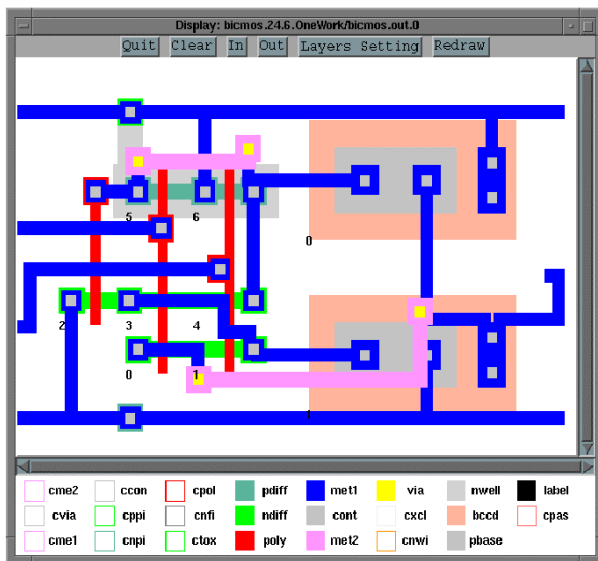 Display: bicmos.24.6.OneWork/bicmos.out.0
Quit Clear In Out Layers Setting Redraw
5 6
0
2 3 4
0 1
1
cme2 ccon cpol pdiff met1 via nwell label
cvia cppi cnfi ndiff cont cxcl bccd cpas
cme1 cnpi ctox poly met2 cnwi pbase